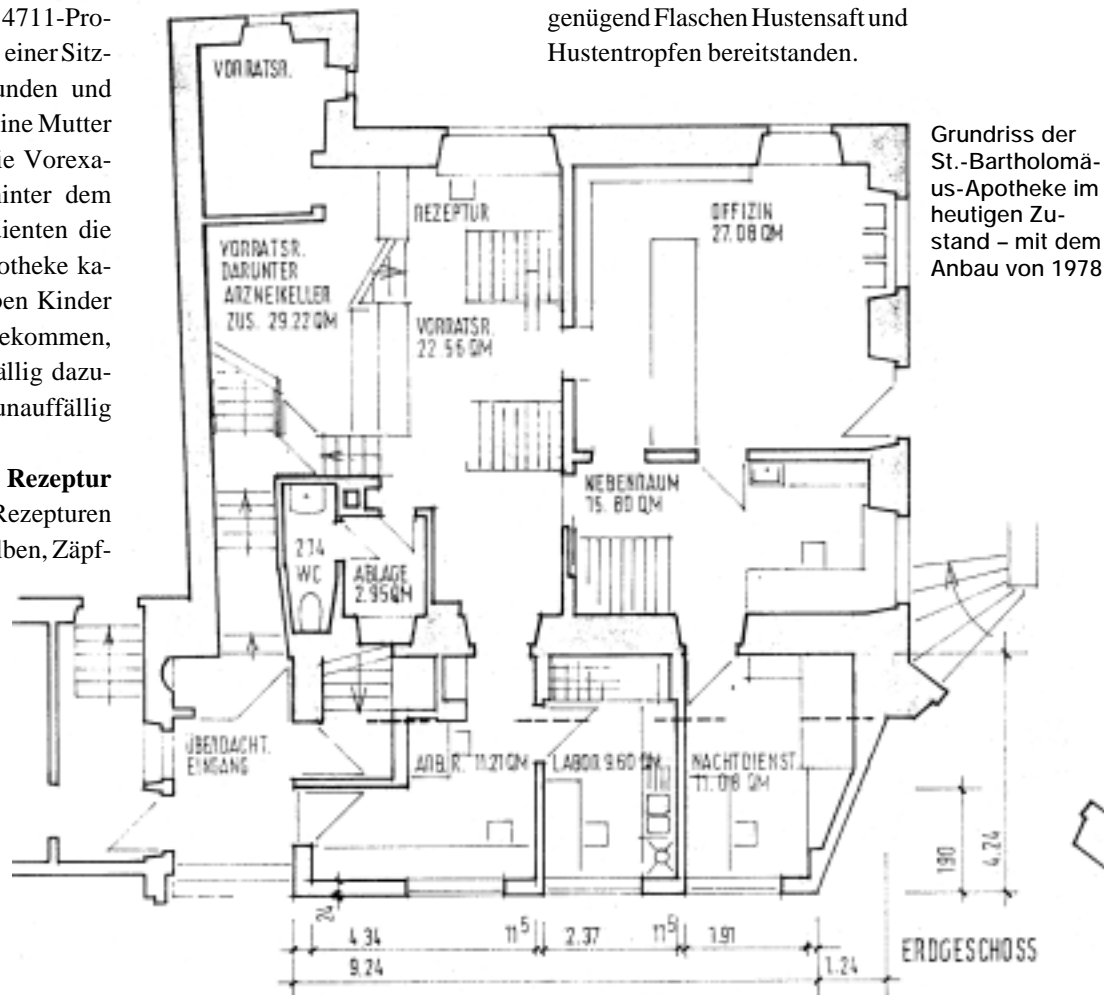 4711-Pro-
einer Sitz-
unden und
ine Mutter
ie Vorexa-
inter dem
dienten die
otheke ka-
ben Kinder
ekommen,
ällig dazu-
unauffällig
Rezeptur
Rezepturen
lben, Zäpf-
genügend Flaschen Hustensaft und
Hustentropfen bereitstanden.
Grundriss der
St.-Bartholomä-
us-Apotheke im
heutigen Zu-
stand – mit dem
Anbau von 1978
VORRATSR.
REZEPTUR
OFFIZIN
27.08 QM
VORRATSR.
DARUNTER
ARZNEIKELLER
ZUS. 29.22 QM
VORRATSR.
22.56 QM
NEBENRAUM
15.80 QM
2.14
WC
ABLAGE
2.95 QM
ÜBERDACHT.
EINGANG
ARB.R. 11.21 QM
LABOR 9.60 QM
NACHTDIENST
11.08 QM
190
4.24
24
4.34
11⁵
2.37
11⁵
1.91
9.24
1.24
ERDGESCHOSS